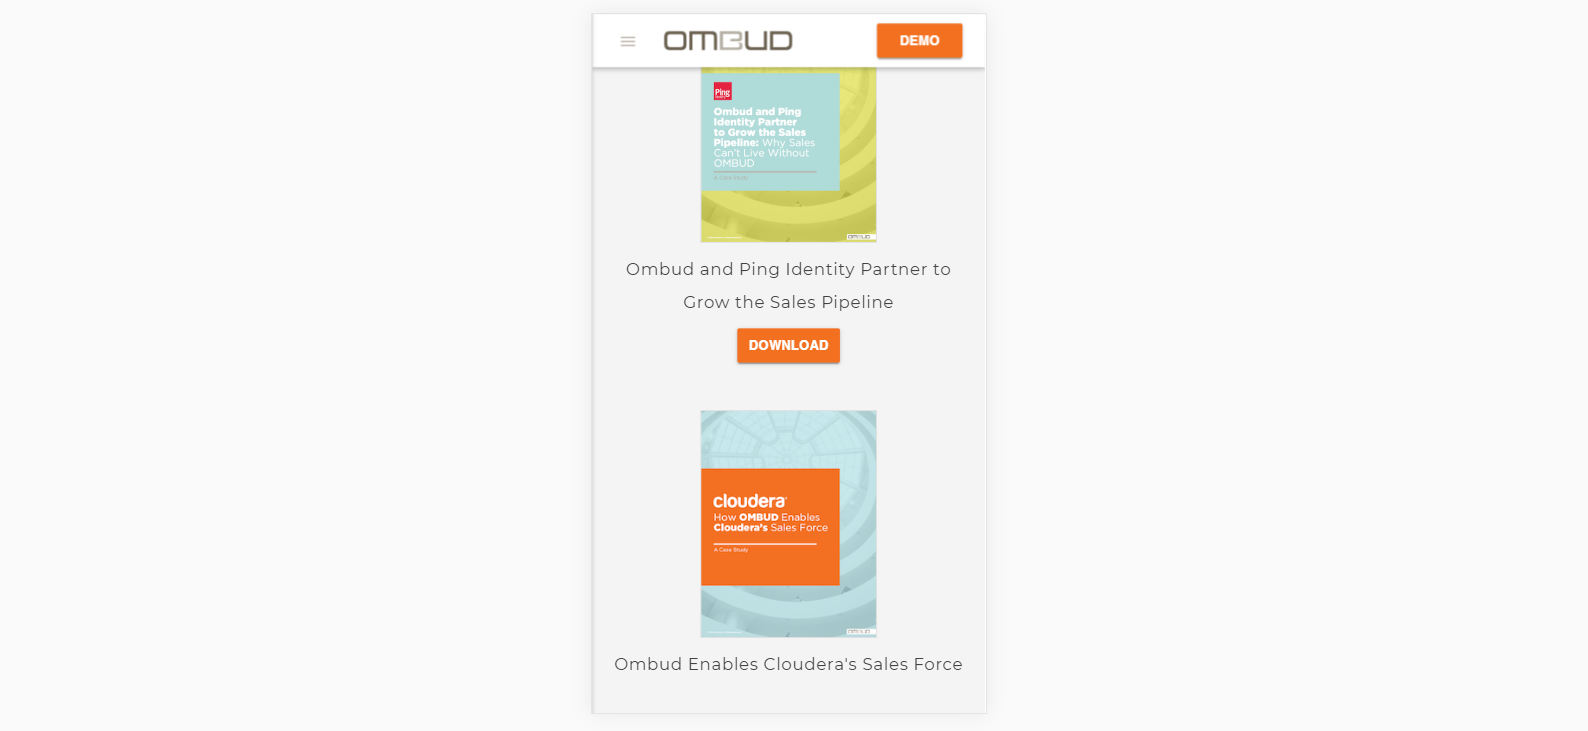 OMBUD
DEMO
Ping
Ombud and Ping
Identity Partner
to Grow the Sales
Pipeline: Why Sales
Can't Live Without
OMBUD
A Case Study
OMBUD
Ombud and Ping Identity Partner to
Grow the Sales Pipeline
DOWNLOAD
cloudera
How OMBUD Enables
Cloudera's Sales Force
A Case Study
OMBUD
Ombud Enables Cloudera's Sales Force